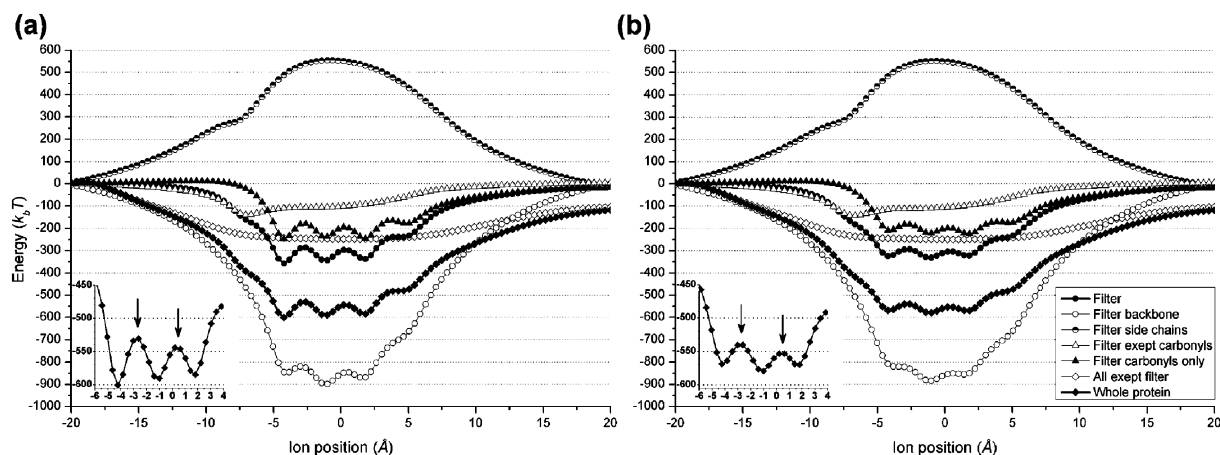 (a)
600
500
400
300
200
100
0
-100
-200
-300
-400
-500
-600
-700
-800
-900
-1000
Energy (kbT)
-450
-500
-550
-600
-6 -5 -4 -3 -2 -1 0 1 2 3 4
-20 -15 -10 -5 0 5 10 15 20
Ion position (Å)
(b)
600
500
400
300
200
100
0
-100
-200
-300
-400
-500
-600
-700
-800
-900
-1000
-450
-500
-550
-600
-6 -5 -4 -3 -2 -1 0 1 2 3 4
Filter
Filter backbone
Filter side chains
Filter exept carbonyls
Filter carbonyls only
All exept filter
Whole protein
-20 -15 -10 -5 0 5 10 15 20
Ion position (Å)